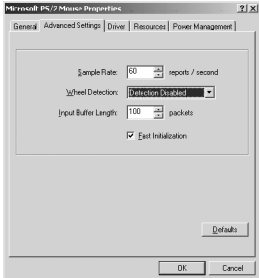 Microsoft PS/2 Mouse Properties
General Advanced Settings Driver Resources Power Management
Sample Rate: 60 reports / second
Wheel Detection: Detection Disabled
Input Buffer Length: 100 packets
Fast Initialization
Defaults
OK Cancel